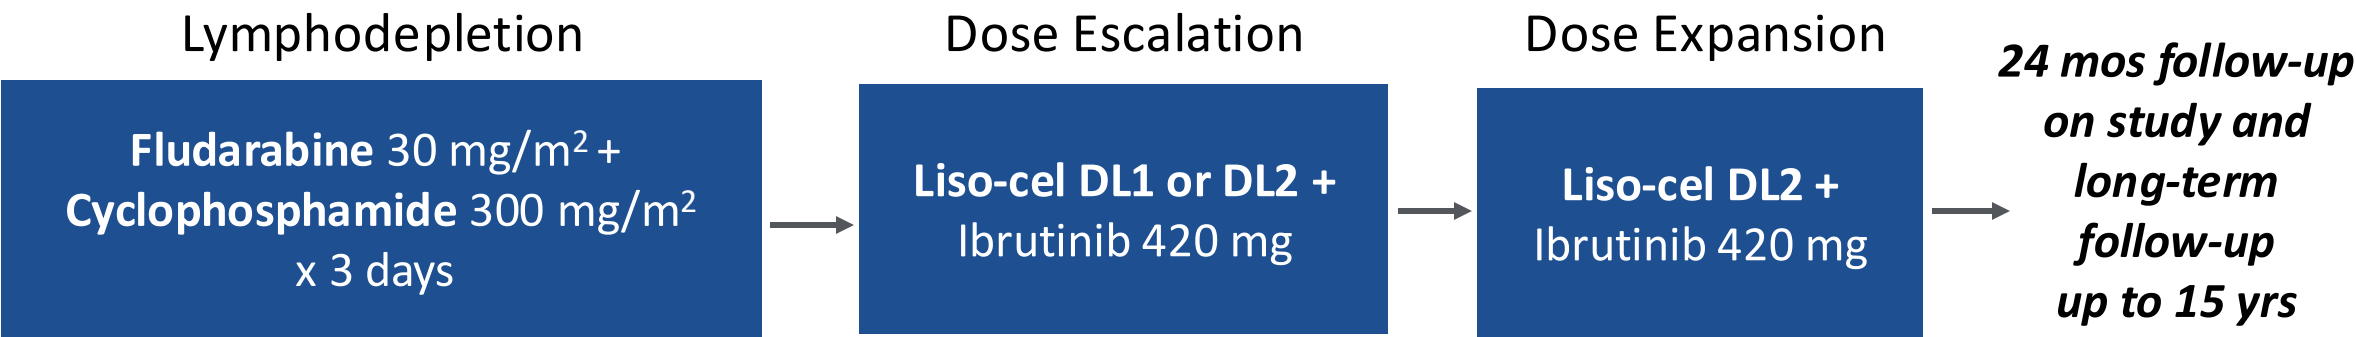 Lymphodepletion
Fludarabine 30 mg/m² +
Cyclophosphamide 300 mg/m²
x 3 days
Dose Escalation
Liso-cel DL1 or DL2 +
Ibrutinib 420 mg
Dose Expansion
Liso-cel DL2 +
Ibrutinib 420 mg
24 mos follow-up
on study and
long-term
follow-up
up to 15 yrs